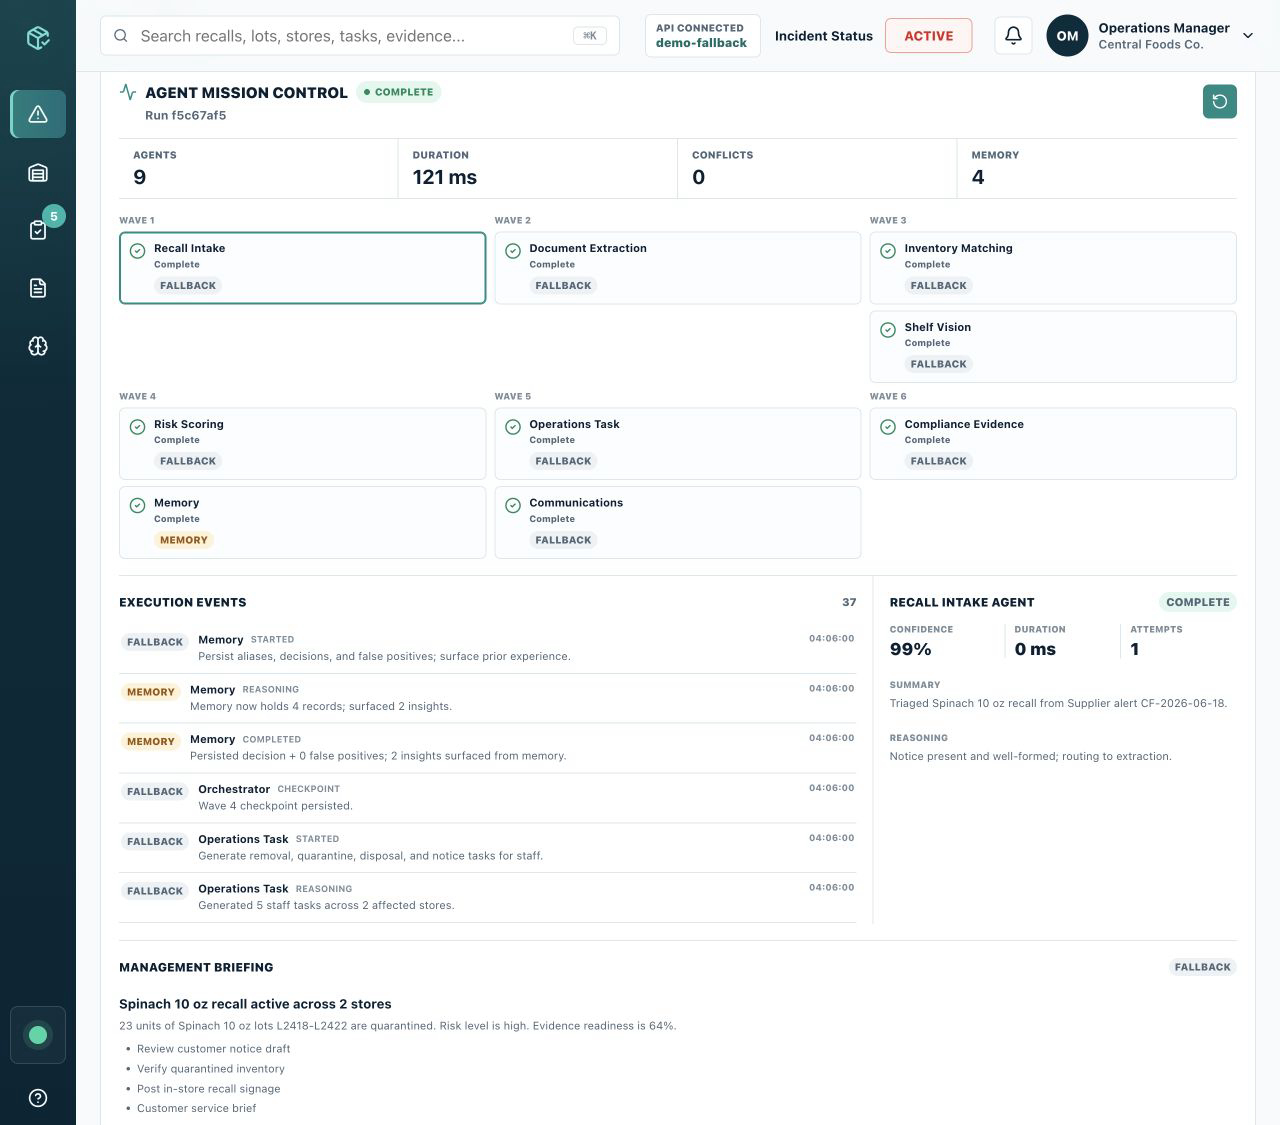 Search recalls, lots, stores, tasks, evidence...
⌘K
API CONNECTED
demo-fallback
Incident Status
ACTIVE
OM
Operations Manager
Central Foods Co.
5
AGENT MISSION CONTROL
COMPLETE
Run f5c67af5
AGENTS
9
DURATION
121 ms
CONFLICTS
0
MEMORY
4
WAVE 1
Recall Intake
Complete
FALLBACK
WAVE 2
Document Extraction
Complete
FALLBACK
WAVE 3
Inventory Matching
Complete
FALLBACK
Shelf Vision
Complete
FALLBACK
WAVE 4
Risk Scoring
Complete
FALLBACK
Memory
Complete
MEMORY
WAVE 5
Operations Task
Complete
FALLBACK
Communications
Complete
FALLBACK
WAVE 6
Compliance Evidence
Complete
FALLBACK
EXECUTION EVENTS
37
FALLBACK Memory STARTED 04:06:00
Persist aliases, decisions, and false positives; surface prior experience.
MEMORY Memory REASONING 04:06:00
Memory now holds 4 records; surfaced 2 insights.
MEMORY Memory COMPLETED 04:06:00
Persisted decision + 0 false positives; 2 insights surfaced from memory.
FALLBACK Orchestrator CHECKPOINT 04:06:00
Wave 4 checkpoint persisted.
FALLBACK Operations Task STARTED 04:06:00
Generate removal, quarantine, disposal, and notice tasks for staff.
FALLBACK Operations Task REASONING 04:06:00
Generated 5 staff tasks across 2 affected stores.
RECALL INTAKE AGENT
COMPLETE
CONFIDENCE
99%
DURATION
0 ms
ATTEMPTS
1
SUMMARY
Triaged Spinach 10 oz recall from Supplier alert CF-2026-06-18.
REASONING
Notice present and well-formed; routing to extraction.
MANAGEMENT BRIEFING
FALLBACK
Spinach 10 oz recall active across 2 stores
23 units of Spinach 10 oz lots L2418-L2422 are quarantined. Risk level is high. Evidence readiness is 64%.
• Review customer notice draft
• Verify quarantined inventory
• Post in-store recall signage
• Customer service brief